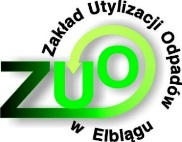 Zakład Utylizacji Odpadów
ZUO
w Elblągu